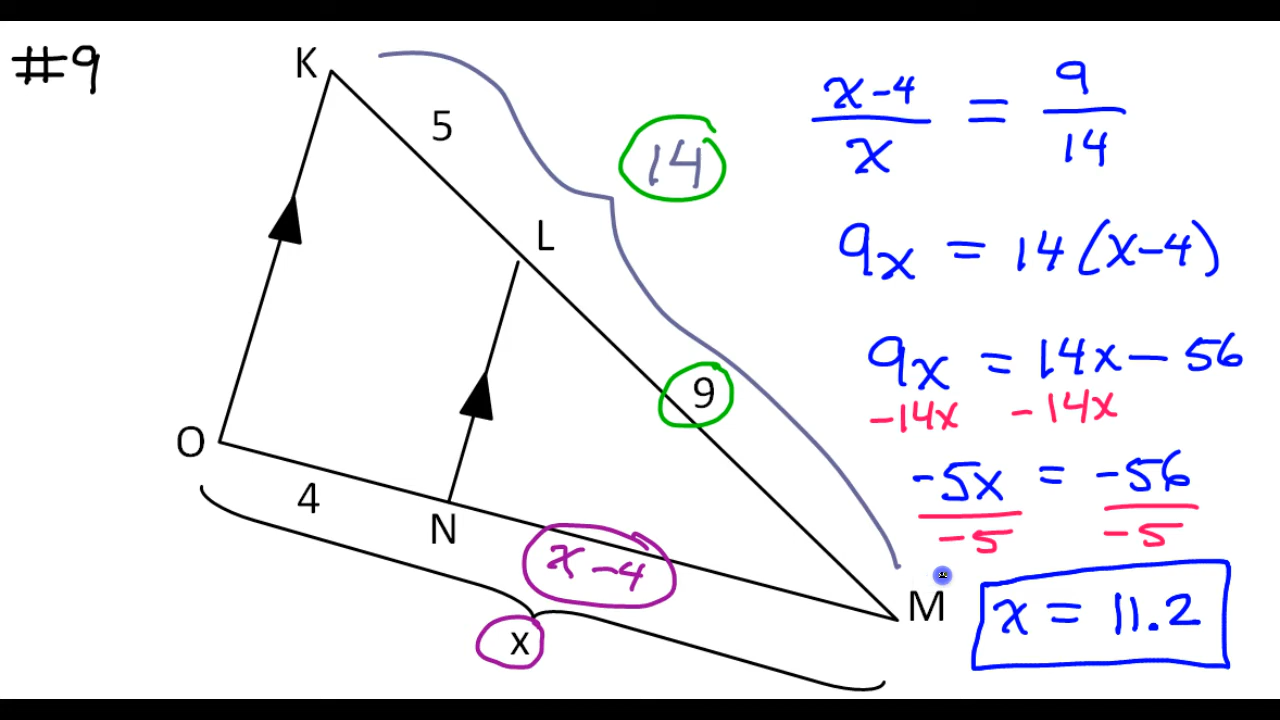 #9
K
5
14
L
9
O
4
N
x-4
x
M
x-4/x = 9/14
9x = 14(x-4)
9x = 14x - 56
-14x -14x
-5x = -56
-5 -5
x = 11.2